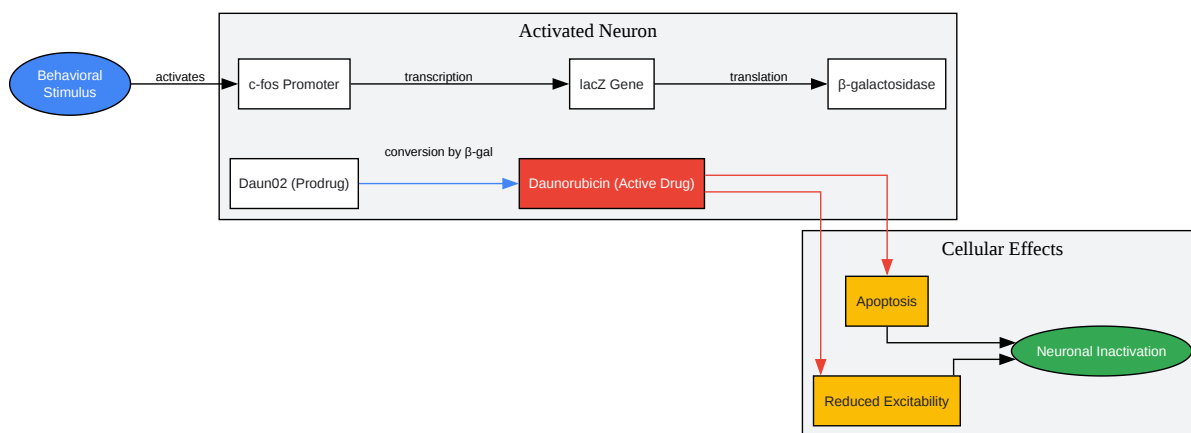 Activated Neuron
Behavioral
Stimulus
activates
c-fos Promoter
transcription
lacZ Gene
translation
β-galactosidase
Daun02 (Prodrug)
conversion by β-gal
Daunorubicin (Active Drug)
Cellular Effects
Apoptosis
Neuronal Inactivation
Reduced Excitability